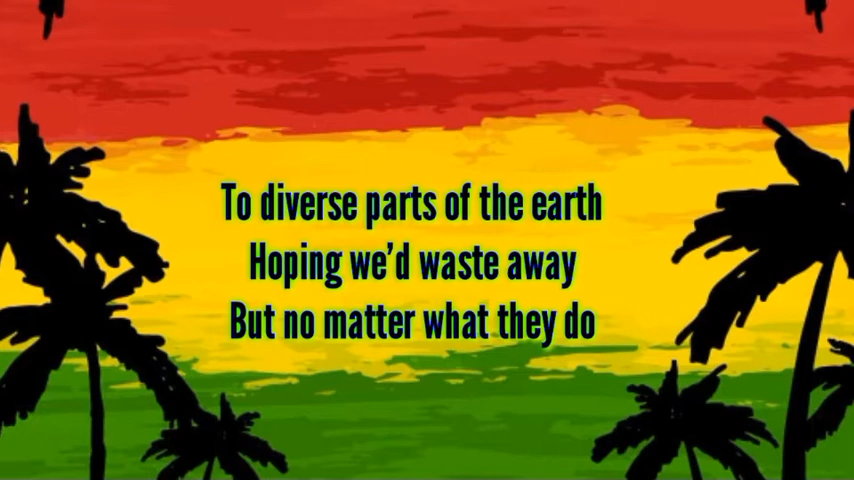 To diverse parts of the earth
Hoping we’d waste away
But no matter what they do